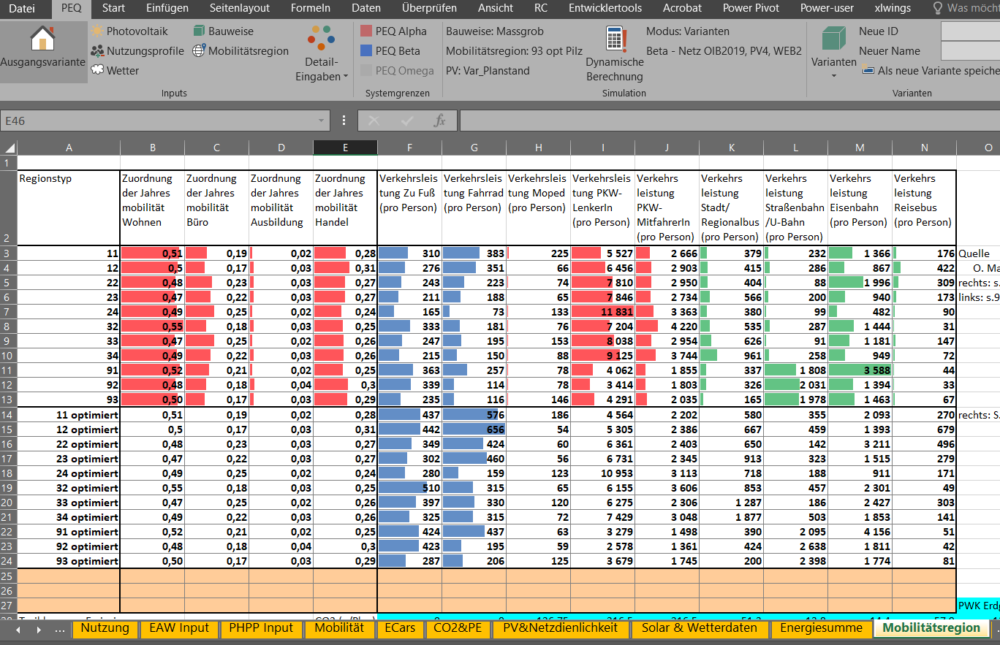 Datei PEQ Start Einfügen Seitenlayout Formeln Daten Überprüfen Ansicht RC Entwicklertools Acrobat Power Pivot Power-user xlwings Was möcht
Ausgangsvariante
Photovoltaik Bauweise
Nutzungsprofile Mobilitätsregion
Wetter
Detail-
Eingaben
Inputs
PEQ Alpha
PEQ Beta
PEQ Omega
Systemgrenzen
Bauweise: Massgrob
Mobilitätsregion: 93 opt Pilz
PV: Var_Planstand
Dynamische
Berechnung
Modus: Varianten
Beta - Netz OIB2019, PV4, WEB2
Simulation
Varianten
Neue ID
Neuer Name
Als neue Variante speiche
Varianten
E46 fx
A B C D E F G H I J K L M N O
1
2 Regionstyp
Zuordnung
der Jahres
mobilität
Wohnen
Zuordnung
der Jahres
mobilität
Büro
Zuordnung
der Jahres
mobilität
Ausbildung
Zuordnung
der Jahres
mobilität
Handel
Verkehrsleis
tung Zu Fuß
(pro Person)
Verkehrsleis
tung Fahrrad
(pro Person)
Verkehrsleis
tung Moped
(pro Person)
Verkehrsleis
tung PKW-
LenkerIn
(pro Person)
Verkehrs
leistung
PKW-
MitfahrerIn
(pro Person)
Verkehrs
leistung
Stadt/
Regionalbus
(pro Person)
Verkehrs
leistung
Straßenbahn
/U-Bahn
(pro Person)
Verkehrs
leistung
Eisenbahn
(pro Person)
Verkehrs
leistung
Reisebus
(pro Person)
3 11 0,51 0,19 0,02 0,28 310 383 225 5 527 2 666 379 232 1 366 176 Quelle
4 12 0,5 0,17 0,03 0,31 276 351 66 6 456 2 903 415 286 867 422 O. Ma
5 22 0,48 0,23 0,03 0,27 243 223 74 7 810 2 950 404 88 1 996 309 rechts: s.
6 23 0,47 0,22 0,03 0,27 211 188 65 7 846 2 734 566 200 940 173 links: s.9
7 24 0,49 0,25 0,02 0,24 165 73 133 11 831 3 363 380 99 482 90
8 32 0,55 0,18 0,03 0,25 333 181 76 7 204 4 220 535 287 1 444 31
9 33 0,47 0,25 0,02 0,26 247 195 153 8 038 2 954 626 91 1 181 147
10 34 0,49 0,22 0,03 0,26 215 150 88 9 125 3 744 961 258 949 72
11 91 0,52 0,21 0,02 0,25 363 257 78 4 062 1 855 337 1 808 3 588 44
12 92 0,48 0,18 0,04 0,3 339 114 78 3 414 1 803 326 2 031 1 394 33
13 93 0,50 0,17 0,03 0,29 235 116 146 4 291 2 035 165 1 978 1 463 67
14 11 optimiert 0,51 0,19 0,02 0,28 437 576 186 4 564 2 202 580 355 2 093 270 rechts: S.
15 12 optimiert 0,5 0,17 0,03 0,31 442 656 54 5 305 2 386 667 459 1 393 679
16 22 optimiert 0,48 0,23 0,03 0,27 349 424 60 6 361 2 403 650 142 3 211 496
17 23 optimiert 0,47 0,22 0,03 0,27 302 460 56 6 731 2 345 913 323 1 515 279
18 24 optimiert 0,49 0,25 0,02 0,24 280 159 123 10 953 3 113 718 188 911 171
19 32 optimiert 0,55 0,18 0,03 0,25 510 315 65 6 155 3 606 853 457 2 301 49
20 33 optimiert 0,47 0,25 0,02 0,26 397 330 120 6 275 2 306 1 287 186 2 427 303
21 34 optimiert 0,49 0,22 0,03 0,26 325 315 72 7 429 3 048 1 877 503 1 853 141
22 91 optimiert 0,52 0,21 0,02 0,25 424 437 63 3 279 1 498 390 2 095 4 156 51
23 92 optimiert 0,48 0,18 0,04 0,3 423 195 59 2 578 1 361 424 2 638 1 811 42
24 93 optimiert 0,50 0,17 0,03 0,29 287 206 125 3 679 1 745 200 2 398 1 774 81
25
26
27 PWK Erdg
... Nutzung EAW Input PHPP Input Mobilität ECars CO2&PE PV&Netzdienlichkeit Solar & Wetterdaten Energiesumme Mobilitätsregion